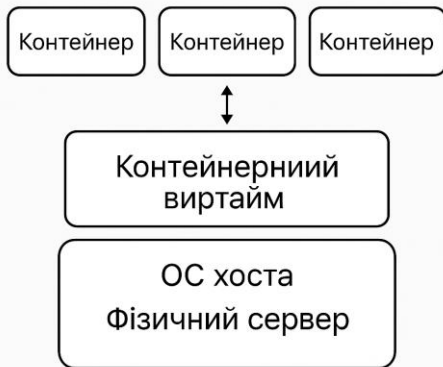 Контейнер Контейнер Контейнер
Контейнерниий
виртайм
ОС хоста
Фізичний сервер